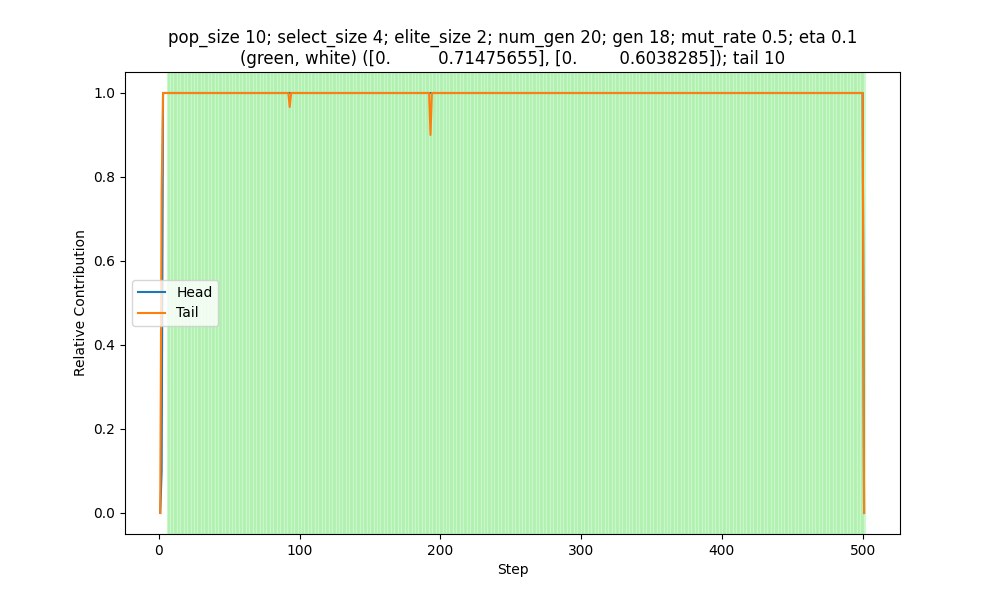 pop_size 10; select_size 4; elite_size 2; num_gen 20; gen 18; mut_rate 0.5; eta 0.1
(green, white) ([0. 0.71475655], [0. 0.6038285]); tail 10
1.0
0.8
0.6
0.4
0.2
0.0
Relative Contribution
Head
Tail
0 100 200 300 400 500
Step